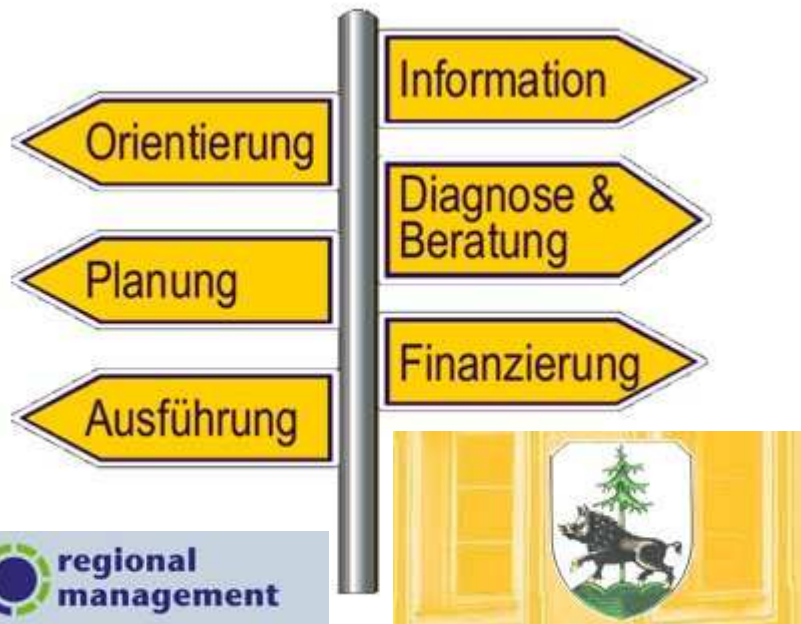 Information
Orientierung
Diagnose &
Beratung
Planung
Finanzierung
Ausführung
regional
management